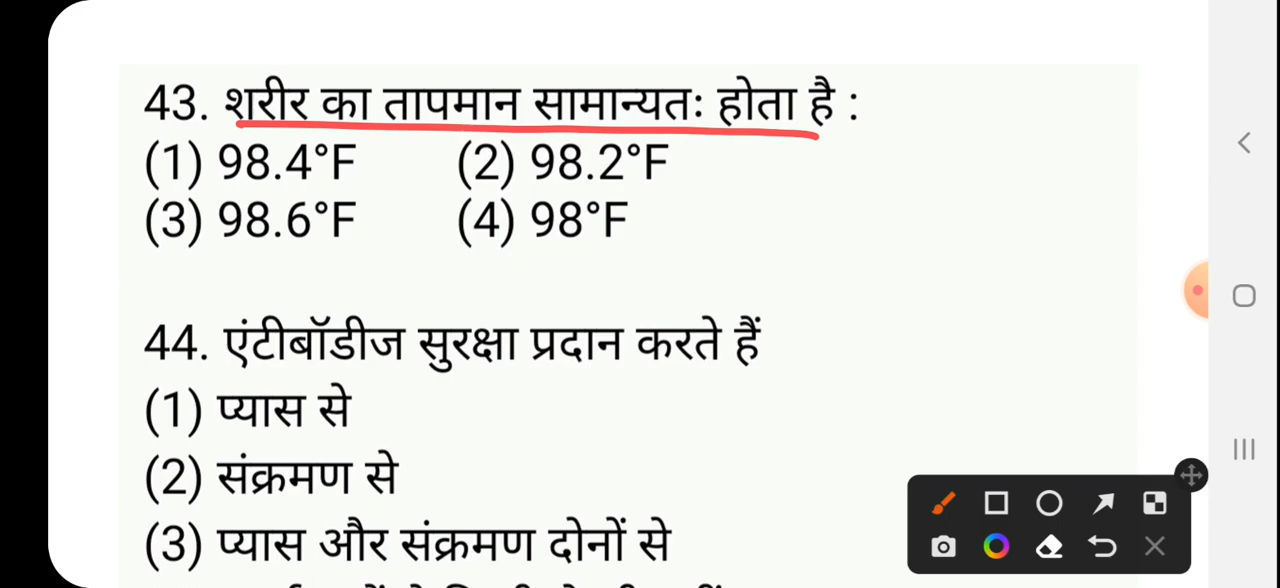 43. शरीर का तापमान सामान्यतः होता है :
(1) 98.4°F (2) 98.2°F
(3) 98.6°F (4) 98°F
44. एंटीबॉडीज सुरक्षा प्रदान करते हैं
(1) प्यास से
(2) संक्रमण से
(3) प्यास और संक्रमण दोनों से